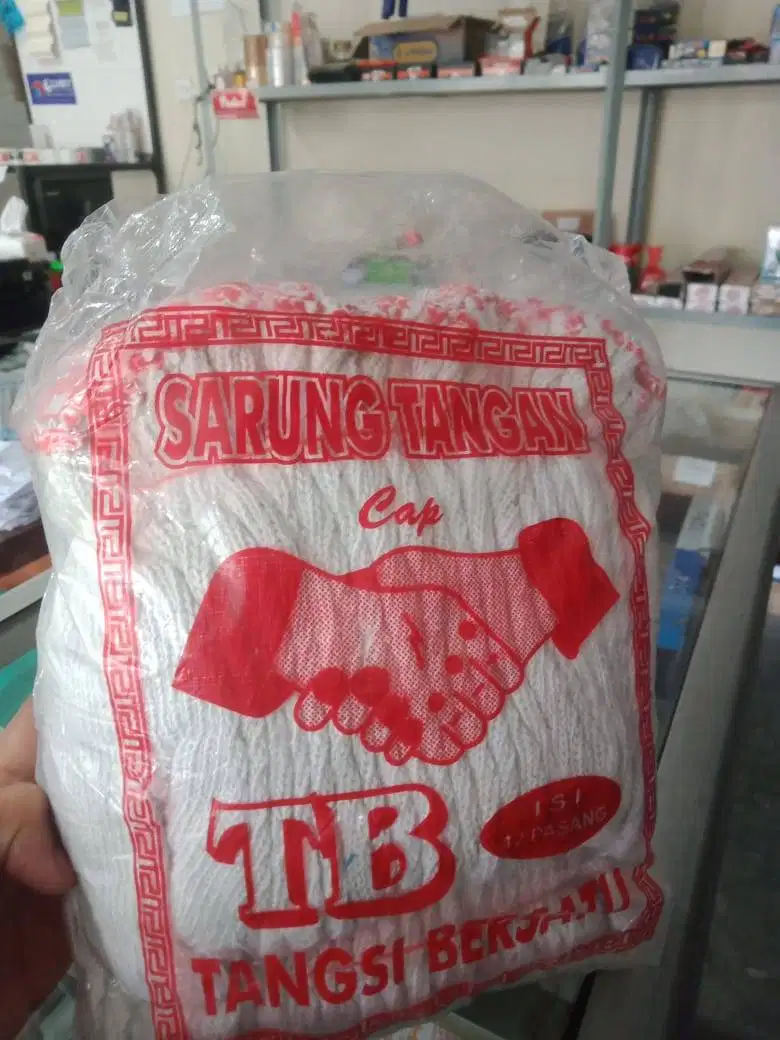 SARUNG TANGAN
Cap
TB
ISI
PASANG
TANGSI BERSATU